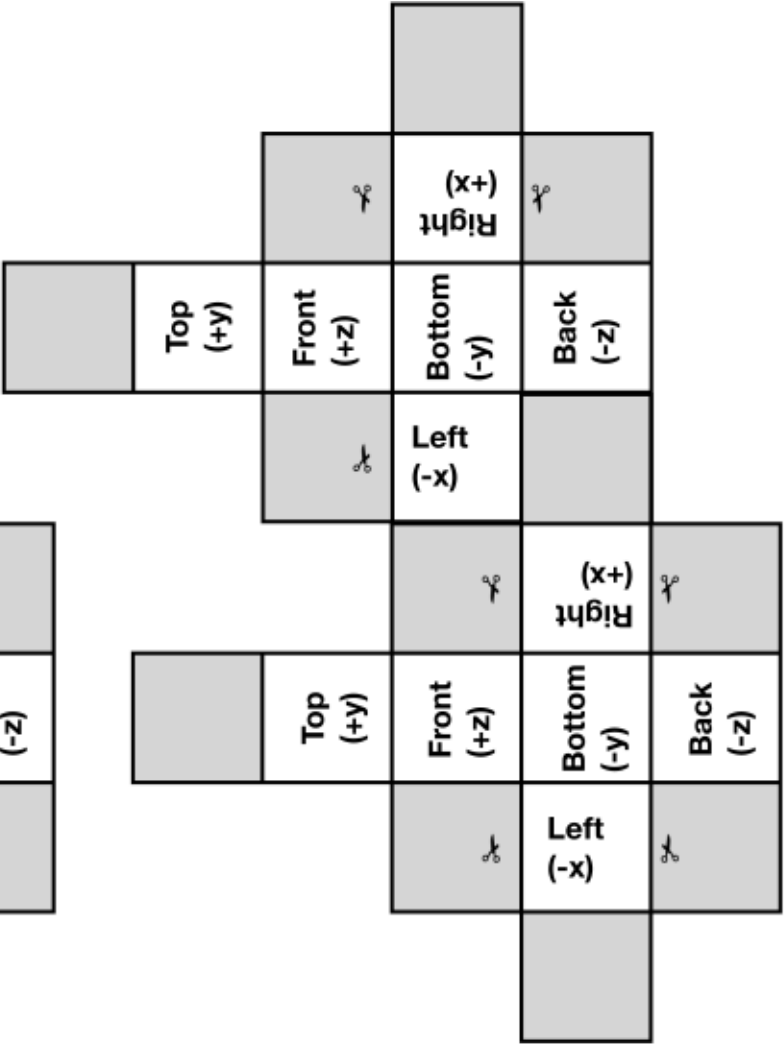 Right
(+x)
Top
(+y)
Front
(+z)
Bottom
(-y)
Back
(-z)
Left
(-x)
Right
(+x)
(-z)
Top
(+y)
Front
(+z)
Bottom
(-y)
Back
(-z)
Left
(-x)